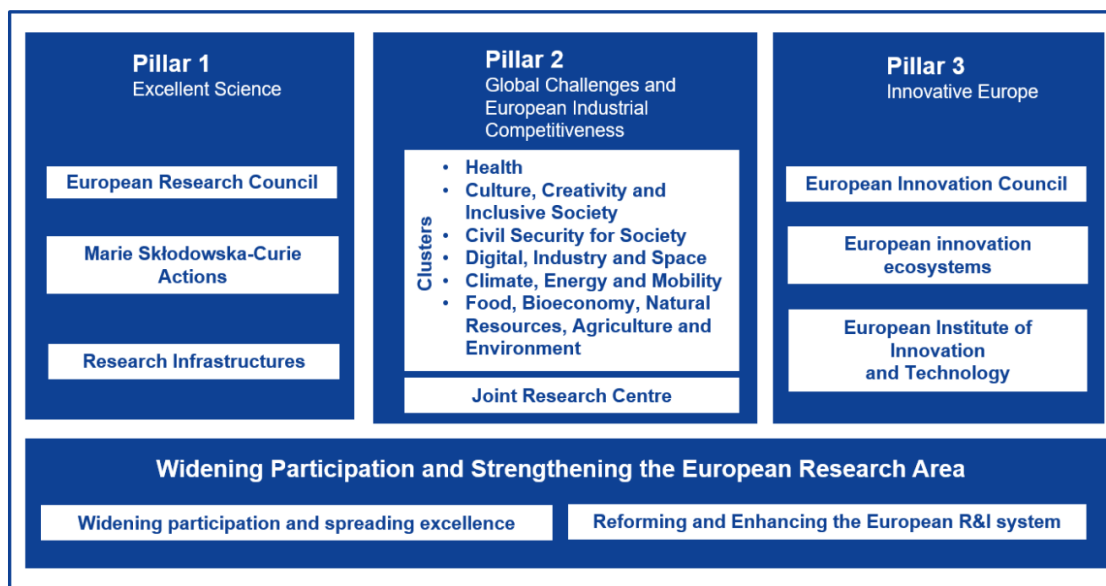 Pillar 1
Excellent Science
European Research Council
Marie Skłodowska-Curie
Actions
Research Infrastructures
Pillar 2
Global Challenges and
European Industrial
Competitiveness
Clusters
• Health
• Culture, Creativity and
Inclusive Society
• Civil Security for Society
• Digital, Industry and Space
• Climate, Energy and Mobility
• Food, Bioeconomy, Natural
Resources, Agriculture and
Environment
Joint Research Centre
Pillar 3
Innovative Europe
European Innovation Council
European innovation
ecosystems
European Institute of
Innovation
and Technology
Widening Participation and Strengthening the European Research Area
Widening participation and spreading excellence
Reforming and Enhancing the European R&I system